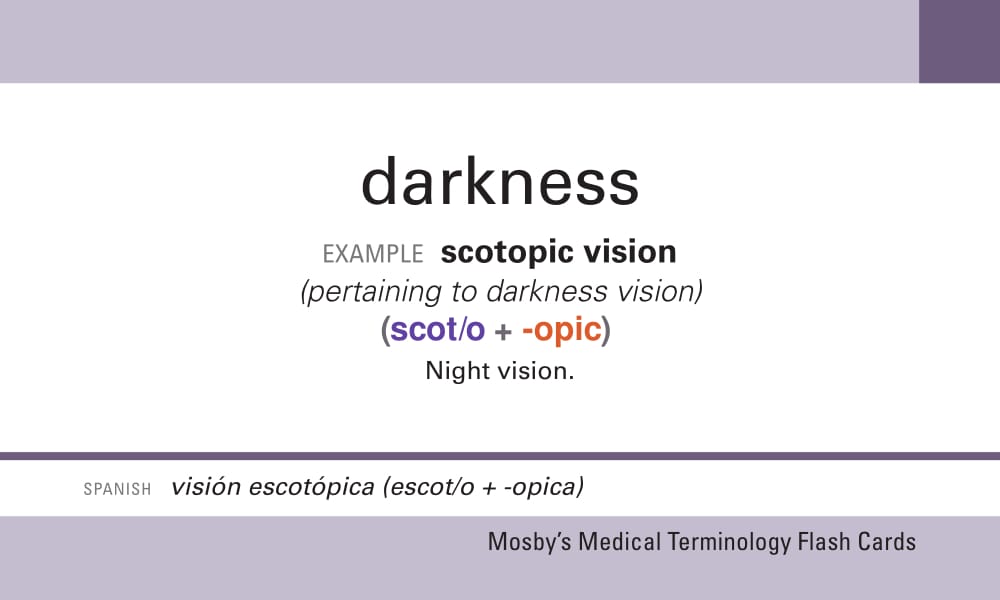 darkness
EXAMPLE scotopic vision
(pertaining to darkness vision)
(scot/o + -opic)
Night vision.
SPANISH visión escotópica (escot/o + -opica)
Mosby's Medical Terminology Flash Cards